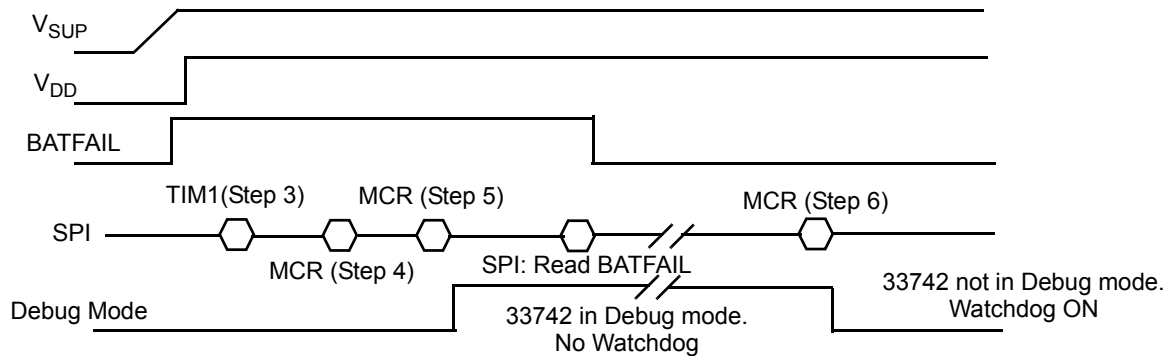 VSUP
VDD
BATFAIL
TIM1(Step 3)
MCR (Step 5)
MCR (Step 6)
SPI
MCR (Step 4)
SPI: Read BATFAIL
Debug Mode
33742 in Debug mode.
No Watchdog
33742 not in Debug mode.
Watchdog ON